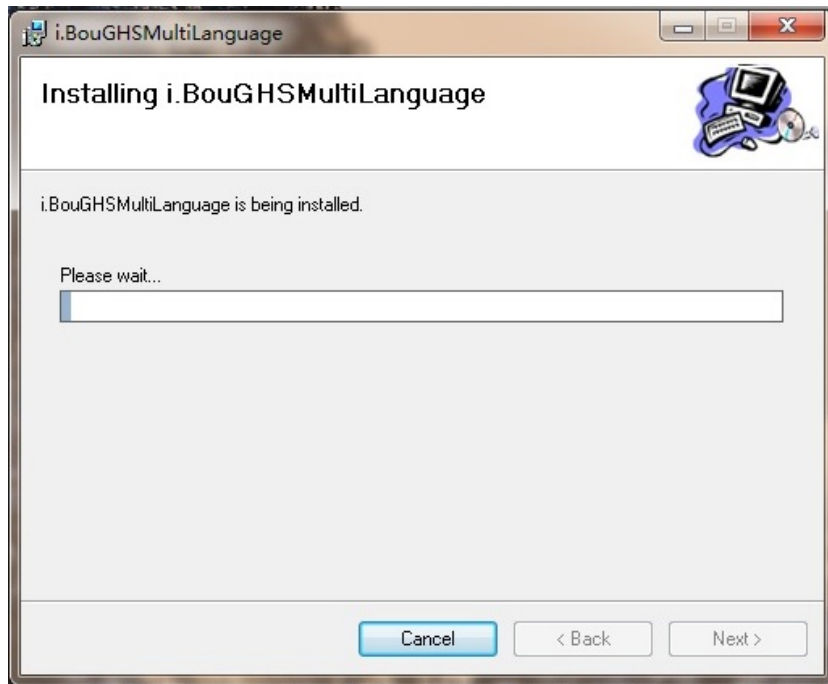 i.BouGHSMultiLanguage
Installing i.BouGHSMultiLanguage
i.BouGHSMultiLanguage is being installed.
Please wait...
Cancel
< Back
Next >